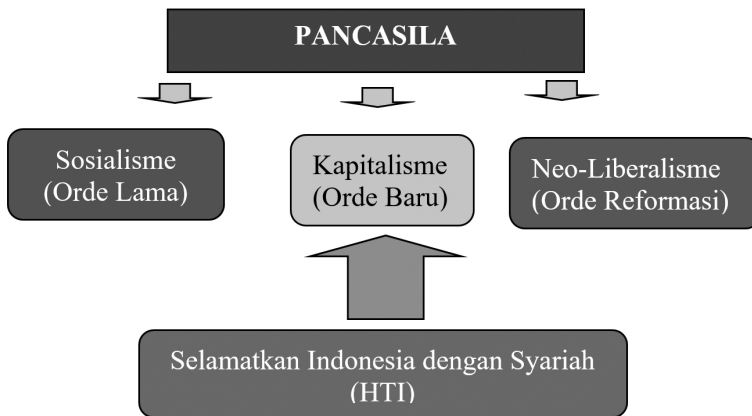 PANCASILA
Sosialisme
(Orde Lama)
Kapitalisme
(Orde Baru)
Neo-Liberalisme
(Orde Reformasi)
Selamatkan Indonesia dengan Syariah
(HTI)